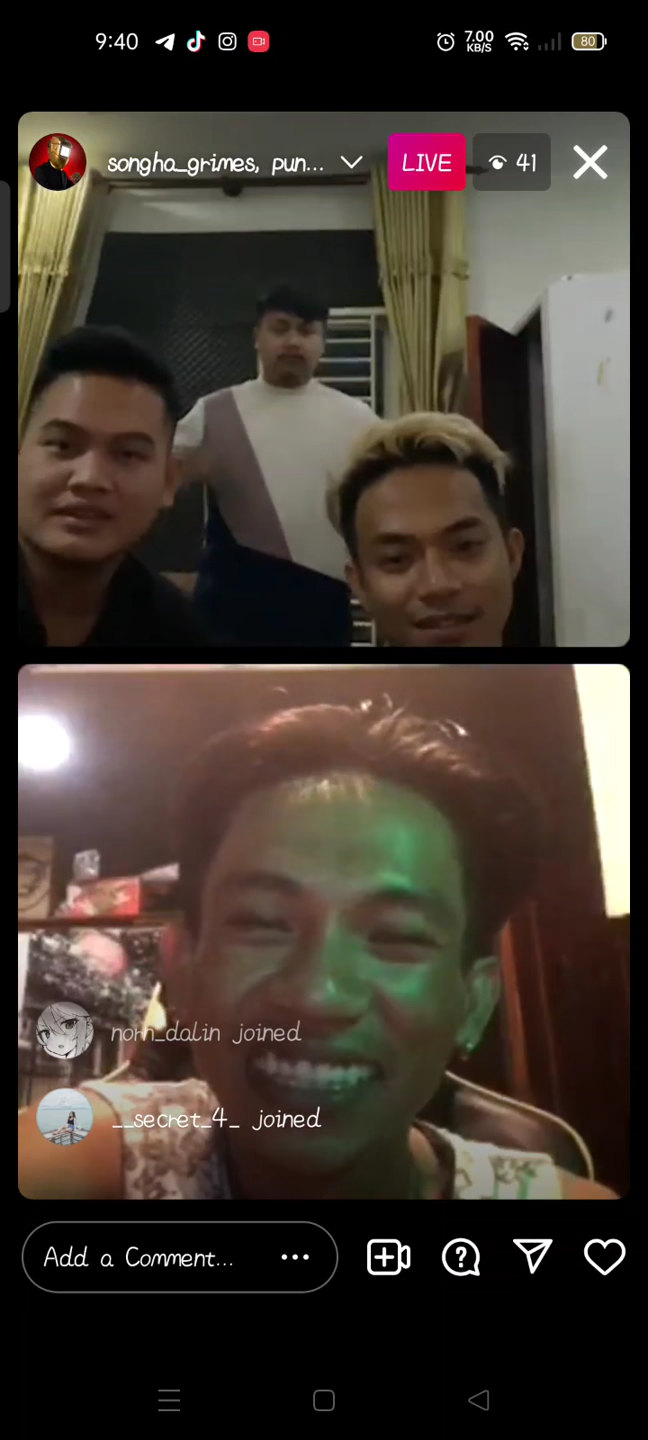 9:40 7.00 KB/S 80
songha_grimes, pun... LIVE 41
norn_dalin joined
__secret_4_ joined
Add a Comment...